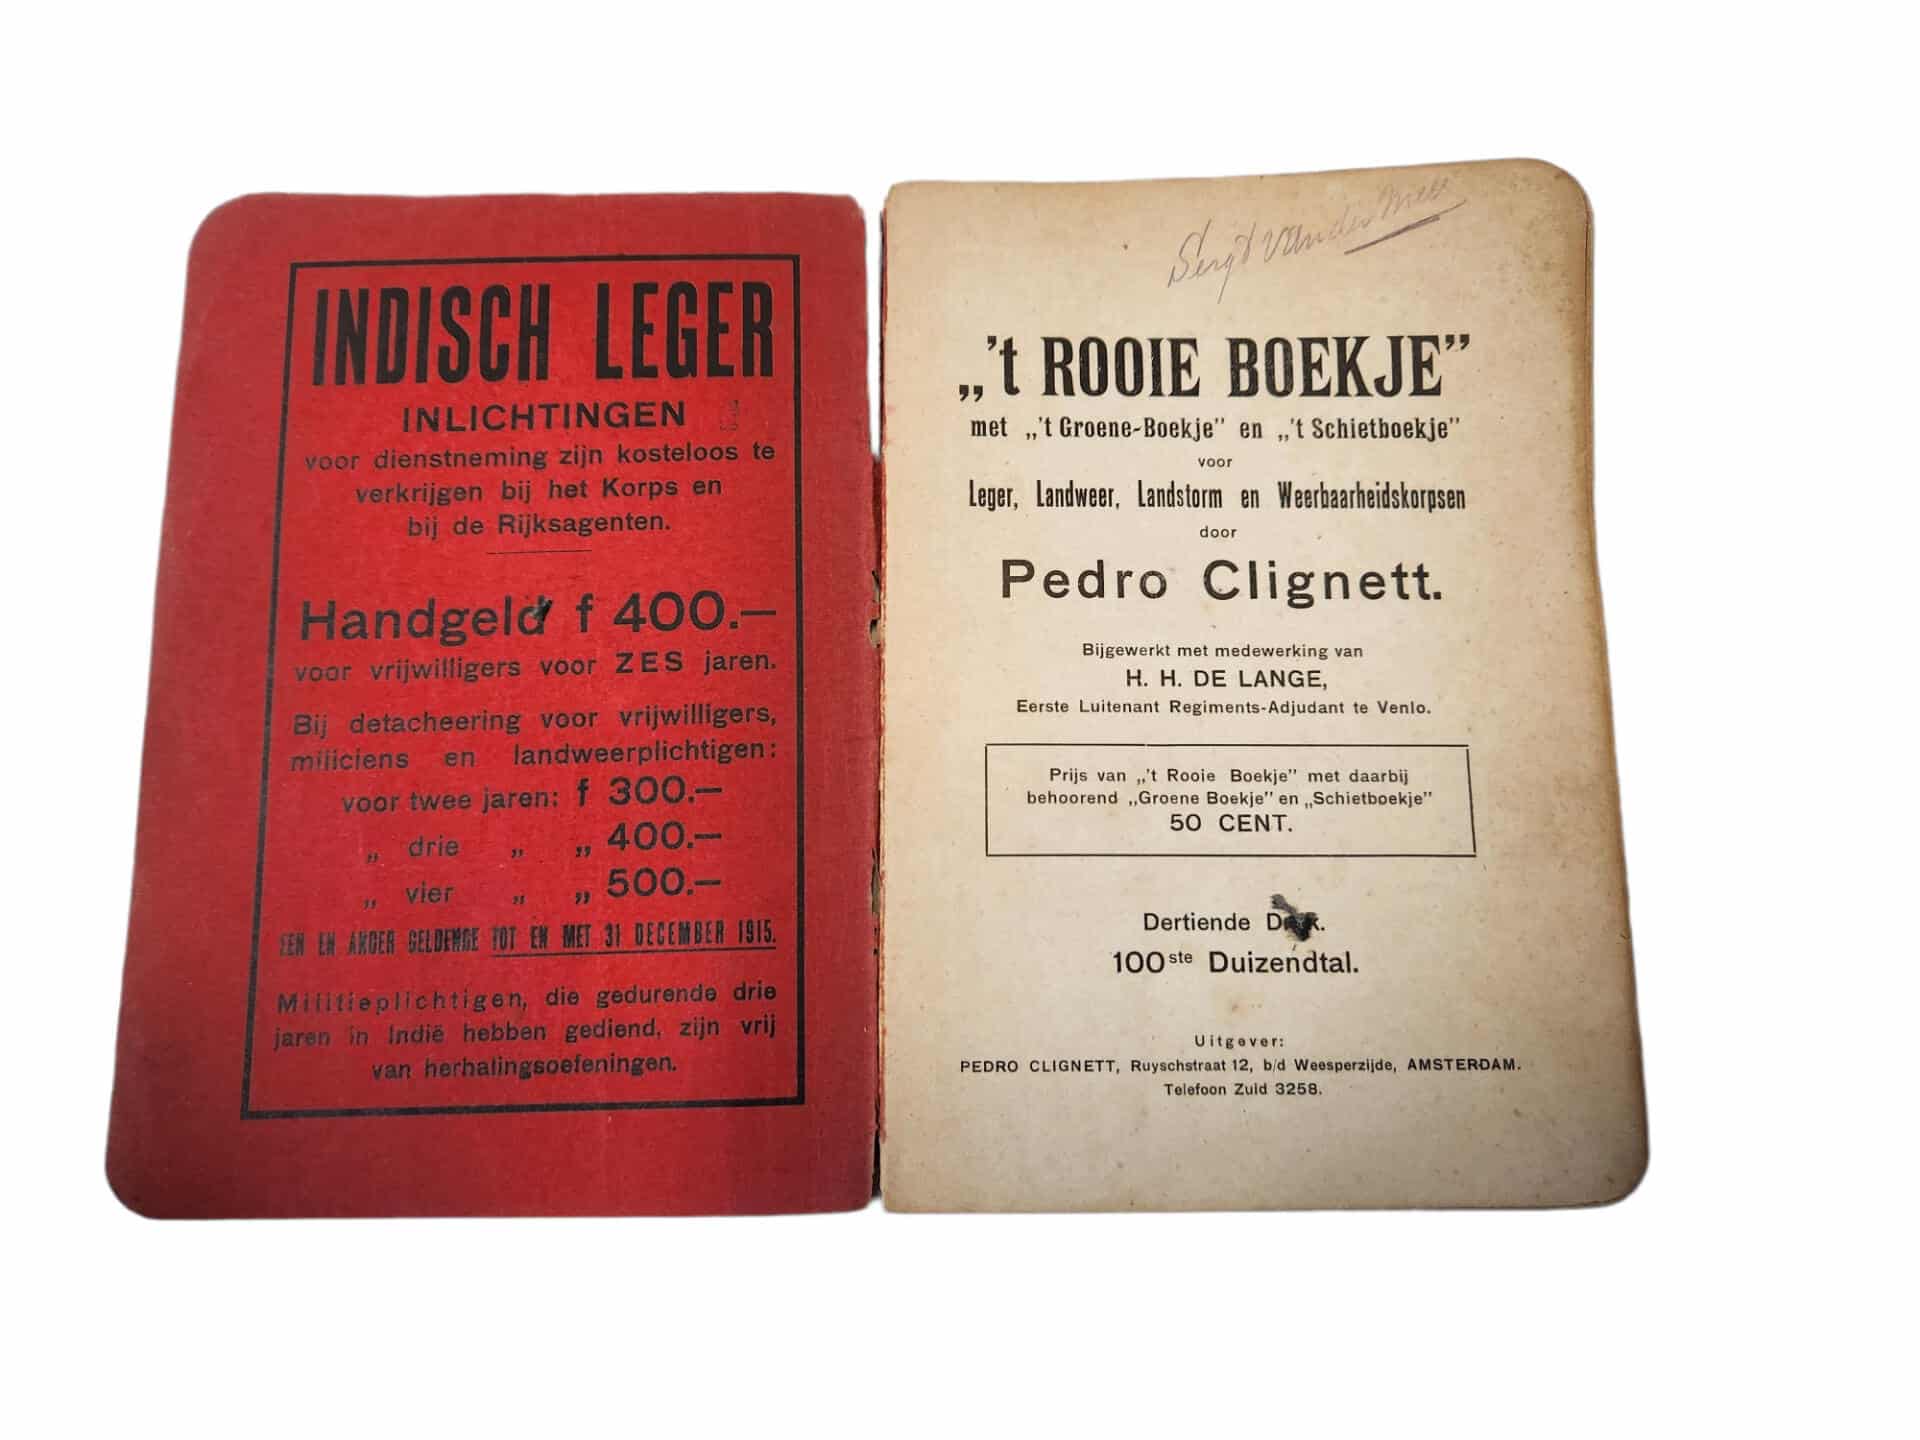 INDISCH LEGER
INLICHTINGEN
voor dienstneming zijn kosteloos te
verkrijgen bij het Korps en
bij de Rijksagenten.
Handgeld f 400.—
voor vrijwilligers voor ZES jaren.
Bij detacheering voor vrijwilligers,
miliciens en landweerplichtigen:
voor twee jaren: f 300.—
„ drie „ „ 400.—
„ vier „ „ 500.—
EEN EN ANDER GELDENDE TOT EN MET 31 DECEMBER 1915.
Militieplichtigen, die gedurende drie
jaren in Indië hebben gediend, zijn vrij
van herhalingsoefeningen.
Sergt van der
„'t ROOIE BOEKJE”
met „'t Groene-Boekje” en „'t Schietboekje”
voor
Leger, Landweer, Landstorm en Weerbaarheidskorpsen
door
Pedro Clignett.
Bijgewerkt met medewerking van
H. H. DE LANGE,
Eerste Luitenant Regiments-Adjudant te Venlo.
Prijs van „'t Rooie Boekje” met daarbij
behoorend „Groene Boekje” en „Schietboekje”
50 CENT.
Dertiende Druk.
100ste Duizendtal.
Uitgever:
PEDRO CLIGNETT, Ruyschstraat 12, b/d Weesperzijde, AMSTERDAM.
Telefoon Zuid 3258.